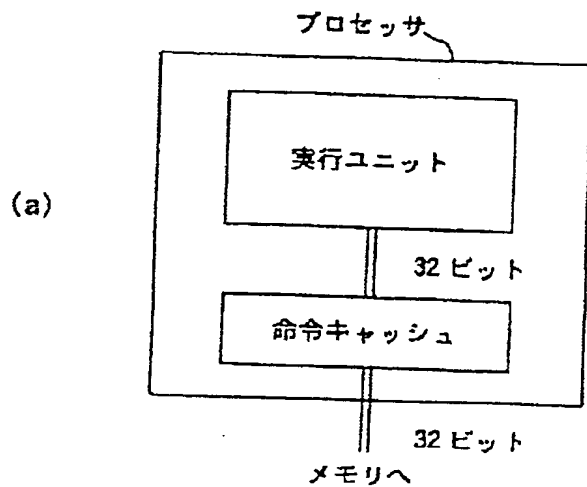 プロセッサ
実行ユニット
(a)
32 ビット
命令キャッシュ
32 ビット
メモリへ